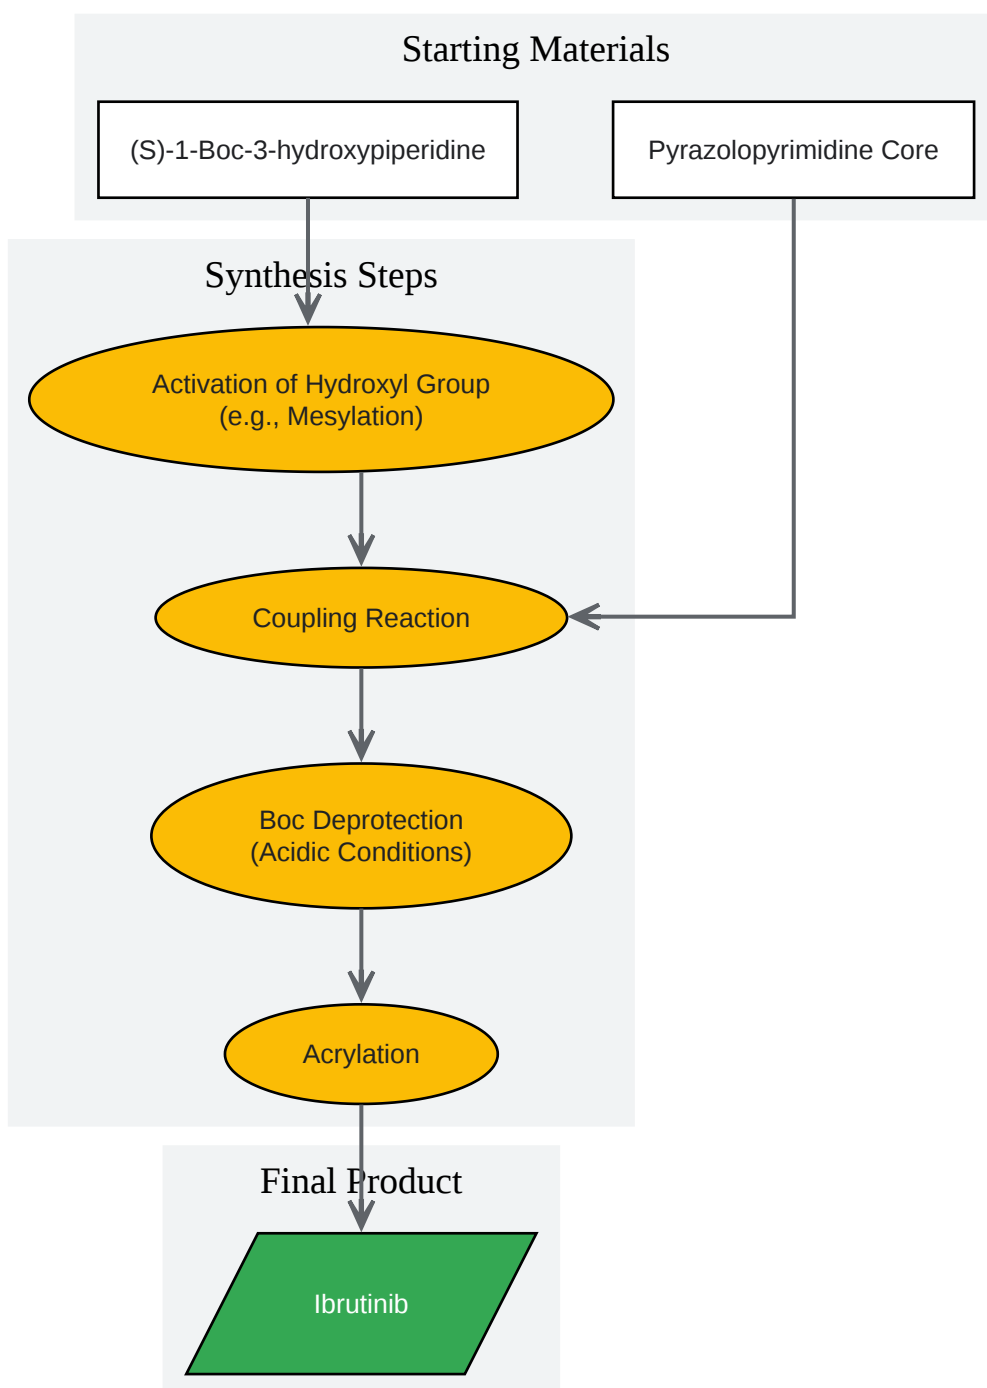 Starting Materials
(S)-1-Boc-3-hydroxypiperidine
Pyrazolopyrimidine Core
Synthesis Steps
Activation of Hydroxyl Group
(e.g., Mesylation)
Coupling Reaction
Boc Deprotection
(Acidic Conditions)
Acrylation
Final Product
Ibrutinib